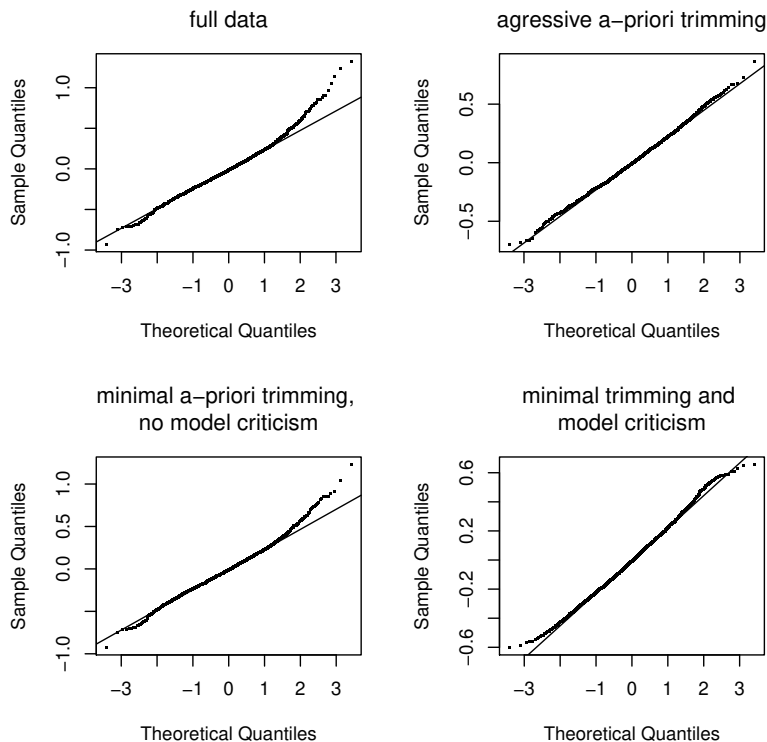 full data
Sample Quantiles
1.0
0.0
−1.0
−3 −1 0 1 2 3
Theoretical Quantiles
agressive a−priori trimming
Sample Quantiles
0.5
0.0
−0.5
−3 −1 0 1 2 3
Theoretical Quantiles
minimal a−priori trimming,
no model criticism
Sample Quantiles
1.0
0.5
0.0
−1.0
−3 −1 0 1 2 3
Theoretical Quantiles
minimal trimming and
model criticism
Sample Quantiles
0.6
0.2
−0.2
−0.6
−3 −1 0 1 2 3
Theoretical Quantiles